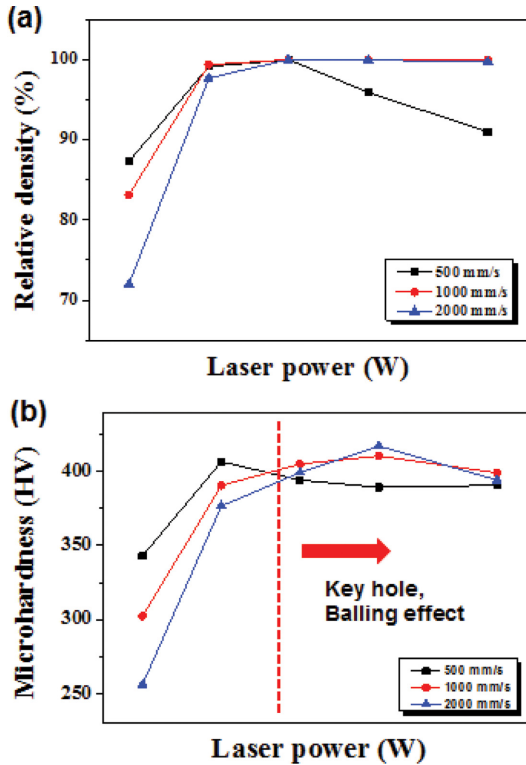 (a)
Relative density (%)
100
90
80
70
500 mm/s
1000 mm/s
2000 mm/s
Laser power (W)
(b)
Microhardness (HV)
400
350
300
250
Key hole,
Balling effect
500 mm/s
1000 mm/s
2000 mm/s
Laser power (W)